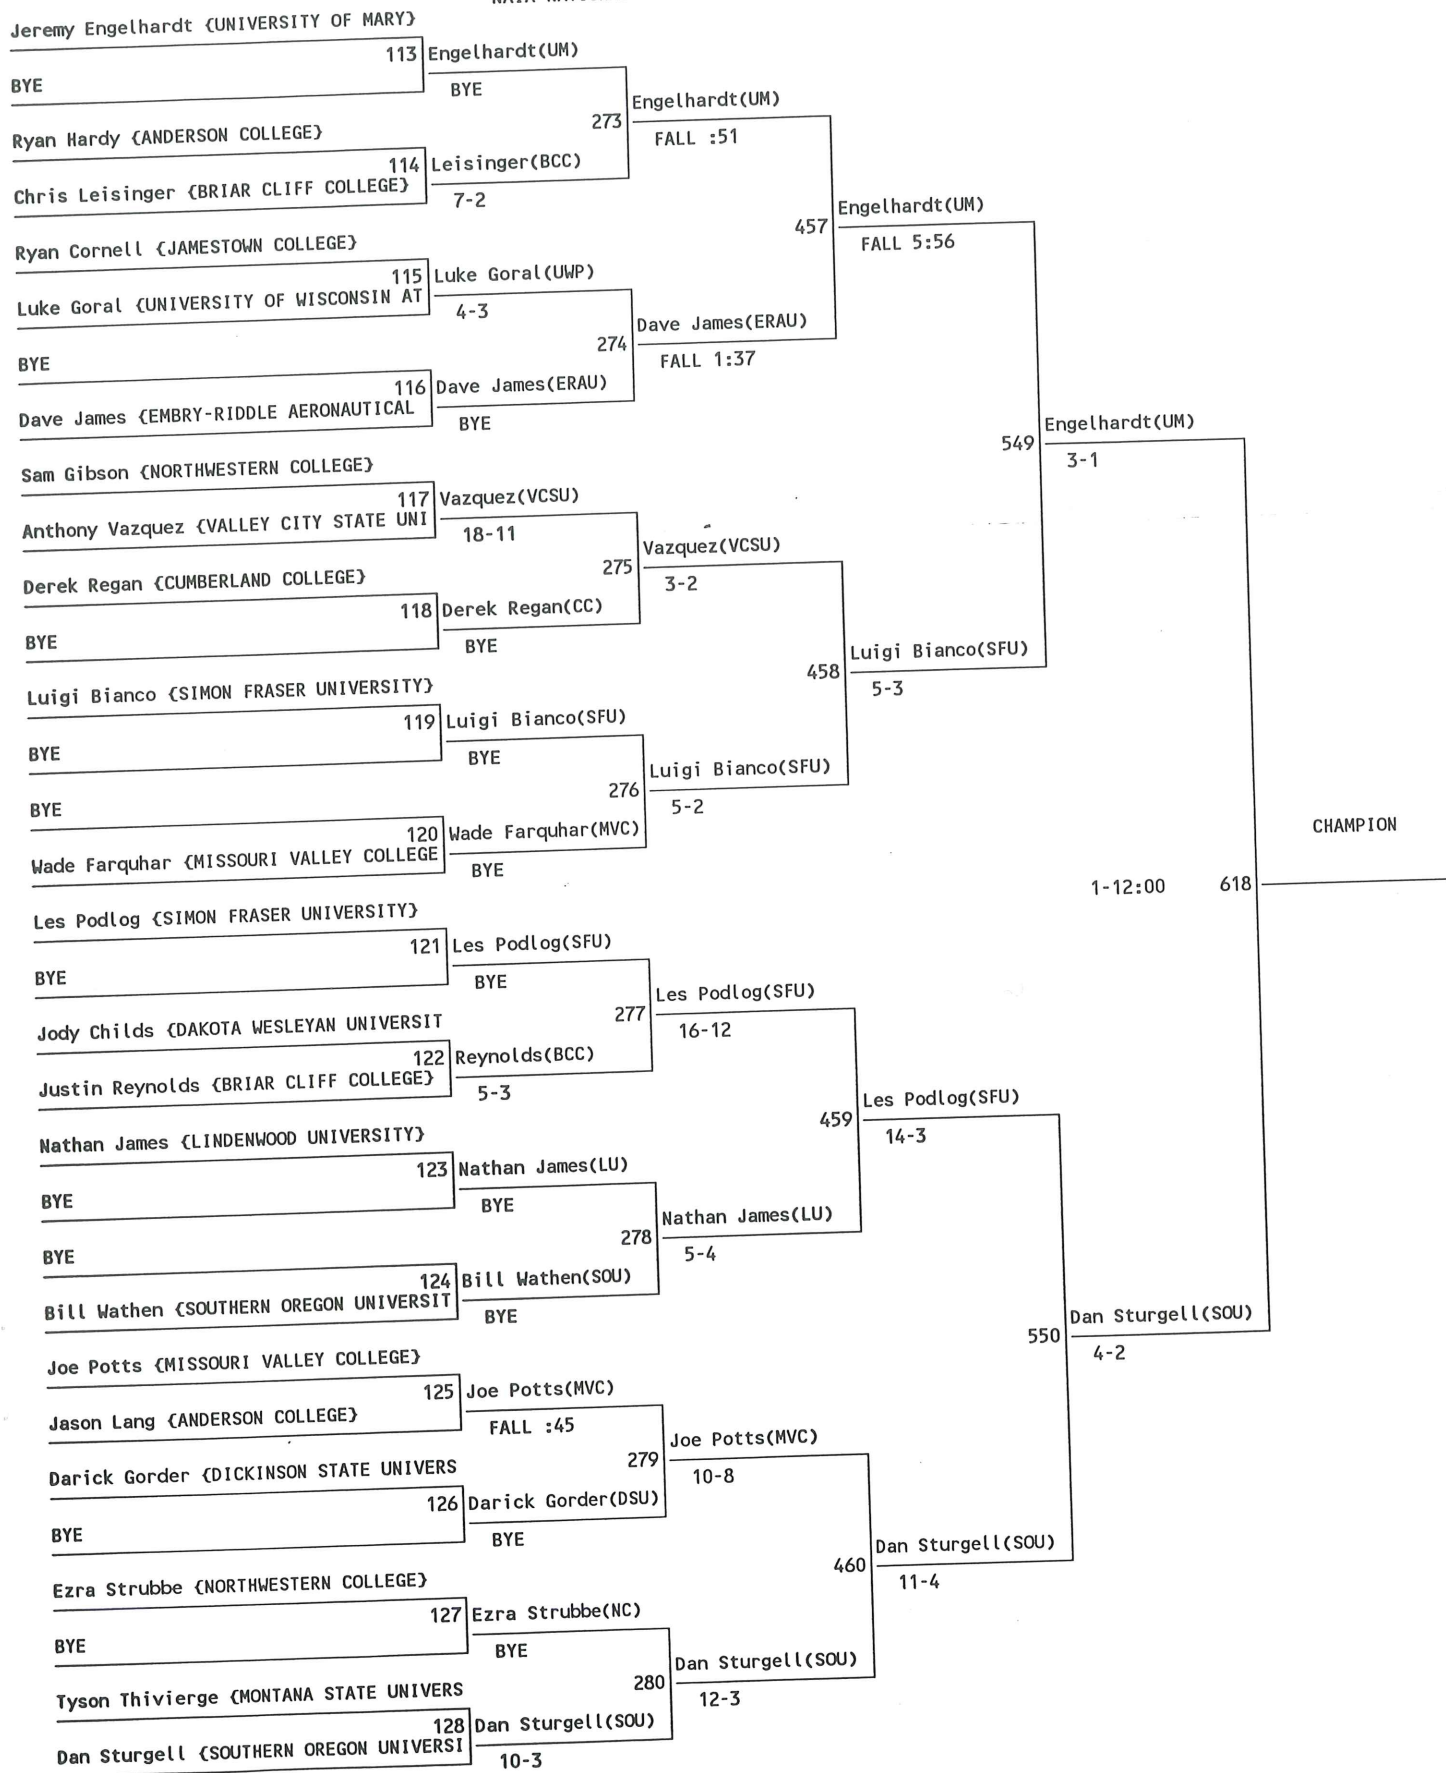 Jeremy Engelhardt {UNIVERSITY OF MARY}
113 Engelhardt(UM)
BYE
BYE
Engelhardt(UM)
273
FALL :51
Ryan Hardy {ANDERSON COLLEGE}
114 Leisinger(BCC)
Chris Leisinger {BRIAR CLIFF COLLEGE}
7-2
Engelhardt(UM)
457
FALL 5:56
Ryan Cornell {JAMESTOWN COLLEGE}
115 Luke Goral(UWP)
Luke Goral {UNIVERSITY OF WISCONSIN AT
4-3
Dave James(ERAU)
274
FALL 1:37
BYE
116 Dave James(ERAU)
Dave James {EMBRY-RIDDLE AERONAUTICAL
BYE
Engelhardt(UM)
549
3-1
Sam Gibson {NORTHWESTERN COLLEGE}
117 Vazquez(VCSU)
Anthony Vazquez {VALLEY CITY STATE UNI
18-11
Vazquez(VCSU)
275
3-2
Derek Regan {CUMBERLAND COLLEGE}
118 Derek Regan(CC)
BYE
BYE
Luigi Bianco(SFU)
458
5-3
Luigi Bianco {SIMON FRASER UNIVERSITY}
119 Luigi Bianco(SFU)
BYE
BYE
Luigi Bianco(SFU)
276
5-2
BYE
120 Wade Farquhar(MVC)
Wade Farquhar {MISSOURI VALLEY COLLEGE
BYE
CHAMPION
1-12:00 618
Les Podlog {SIMON FRASER UNIVERSITY}
121 Les Podlog(SFU)
BYE
BYE
Les Podlog(SFU)
277
16-12
Jody Childs {DAKOTA WESLEYAN UNIVERSIT
122 Reynolds(BCC)
Justin Reynolds {BRIAR CLIFF COLLEGE}
5-3
Les Podlog(SFU)
459
14-3
Nathan James {LINDENWOOD UNIVERSITY}
123 Nathan James(LU)
BYE
BYE
Nathan James(LU)
278
5-4
BYE
124 Bill Wathen(SOU)
Bill Wathen {SOUTHERN OREGON UNIVERSIT
BYE
Dan Sturgell(SOU)
550
4-2
Joe Potts {MISSOURI VALLEY COLLEGE}
125 Joe Potts(MVC)
Jason Lang {ANDERSON COLLEGE}
FALL :45
Joe Potts(MVC)
279
10-8
Darick Gorder {DICKINSON STATE UNIVERS
126 Darick Gorder(DSU)
BYE
BYE
Dan Sturgell(SOU)
460
11-4
Ezra Strubbe {NORTHWESTERN COLLEGE}
127 Ezra Strubbe(NC)
BYE
BYE
Dan Sturgell(SOU)
280
12-3
Tyson Thivierge {MONTANA STATE UNIVERS
128 Dan Sturgell(SOU)
Dan Sturgell {SOUTHERN OREGON UNIVERSI
10-3